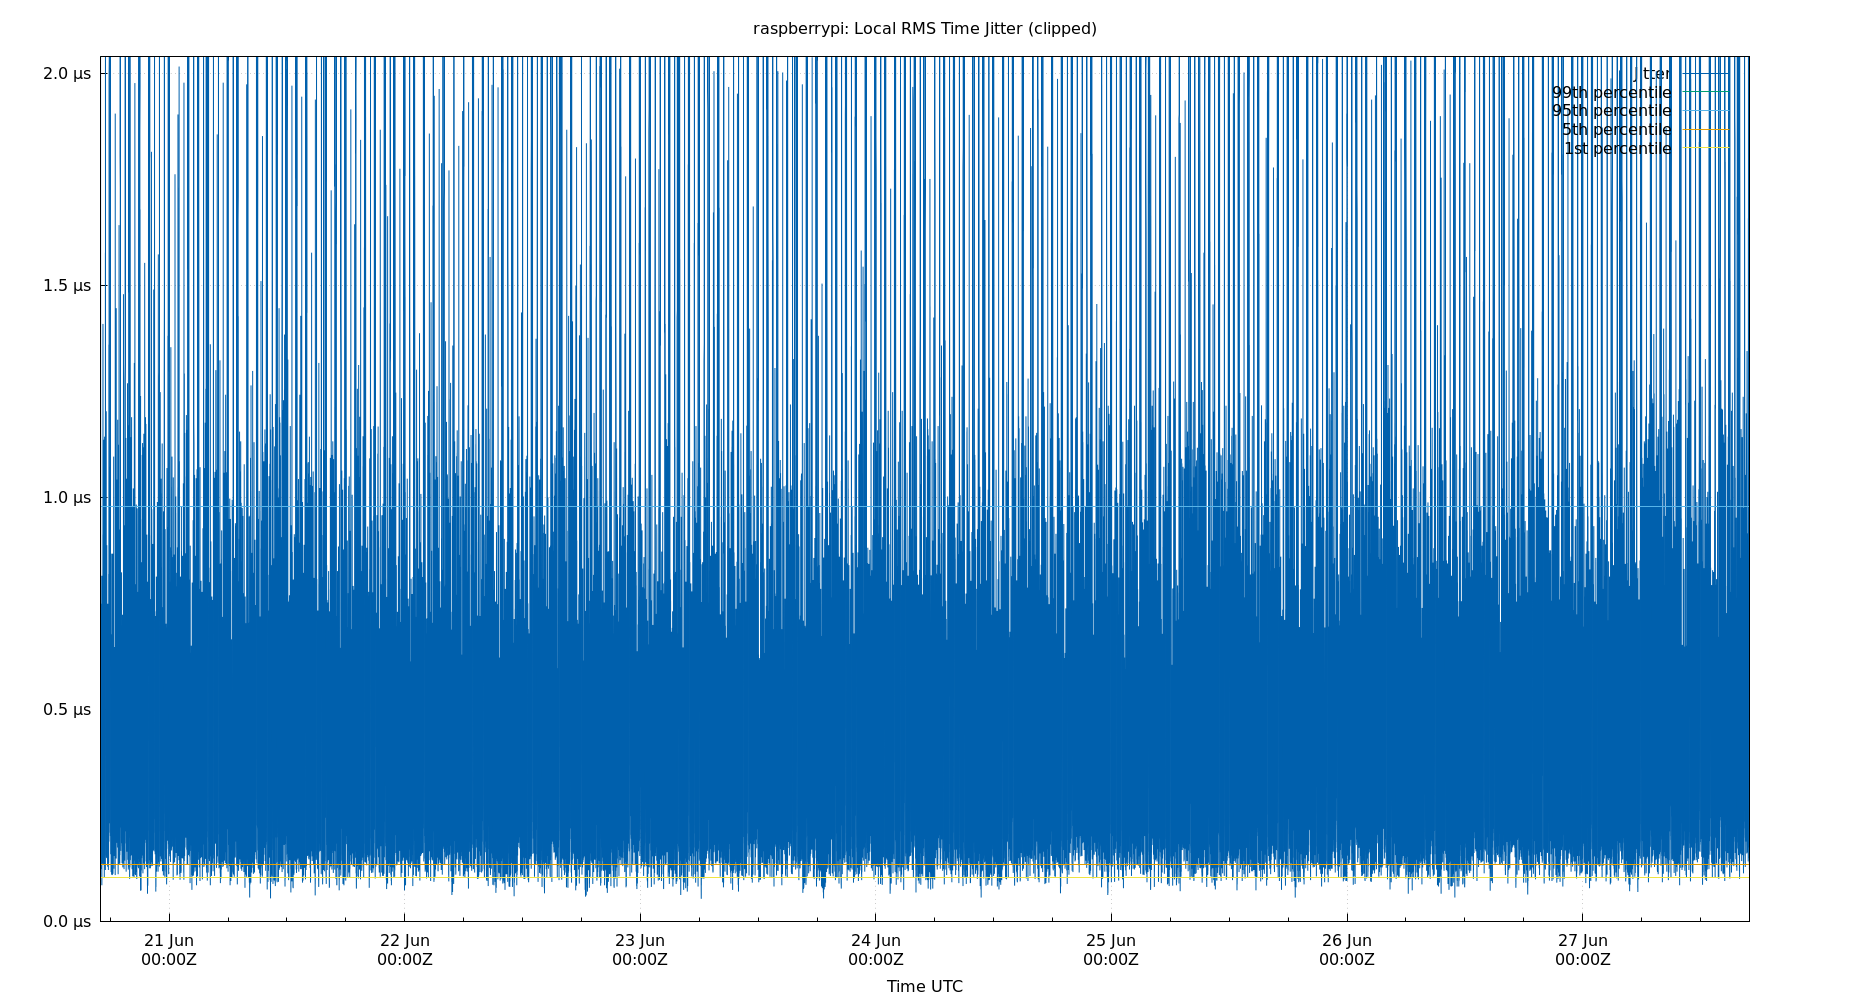 raspberrypi: Local RMS Time Jitter (clipped)
2.0 µs
jitter
99th percentile
95th percentile
5th percentile
1st percentile
1.5 µs
1.0 µs
0.5 µs
0.0 µs
21 Jun 22 Jun 23 Jun 24 Jun 25 Jun 26 Jun 27 Jun
00:00Z 00:00Z 00:00Z 00:00Z 00:00Z 00:00Z 00:00Z
Time UTC